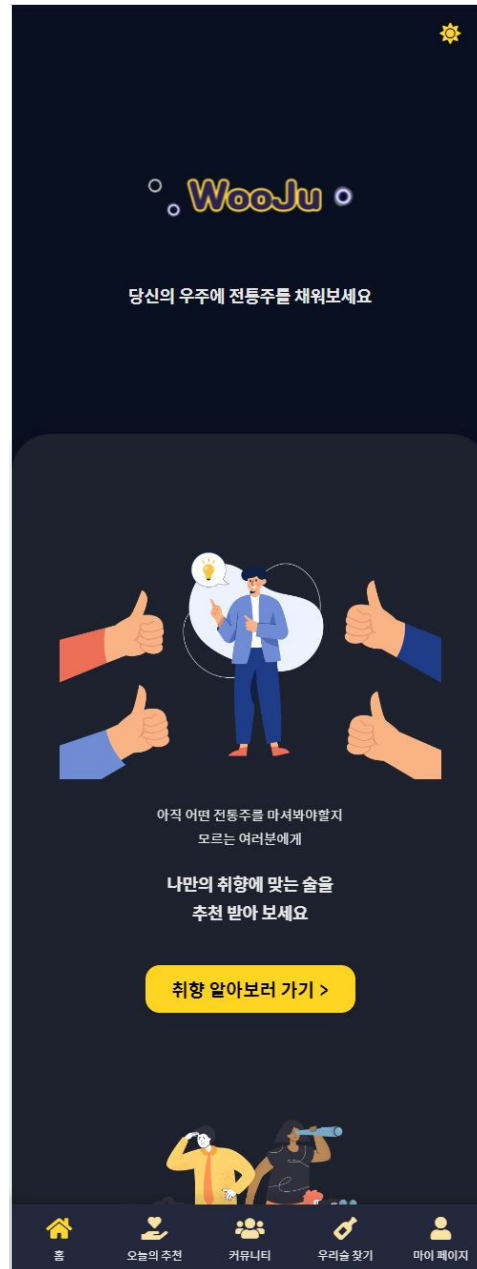 WooJu
당신의 우주에 전통주를 채워보세요
아직 어떤 전통주를 마셔봐야할지
모르는 여러분에게
나만의 취향에 맞는 술을
추천 받아 보세요
취향 알아보러 가기 >
홈
오늘의 추천
커뮤니티
우리술 찾기
마이 페이지